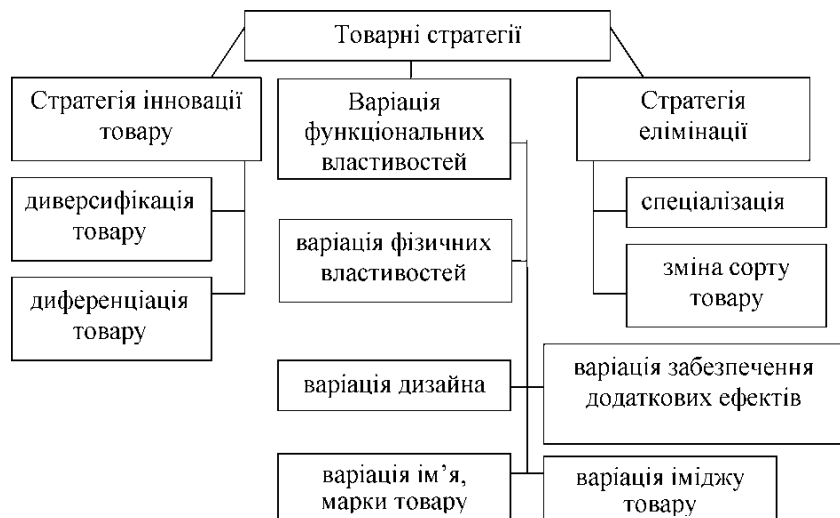 Товарні стратегії
Стратегія інновації
товару
диверсифікація
товару
диференціація
товару
Варіація
функціональних
властивостей
варіація фізичних
властивостей
варіація дизайна
варіація забезпечення
додаткових ефектів
варіація ім’я,
марки товару
варіація іміджу
товару
Стратегія
елімінації
спеціалізація
зміна сорту
товару